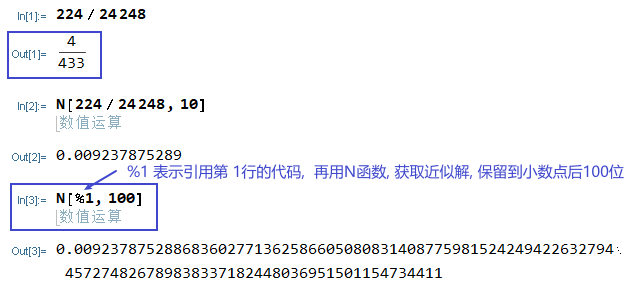 In[1]:= 224 / 24 248
Out[1]= 4
433
In[2]:= N[224 / 24 248, 10]
数值运算
Out[2]= 0.009237875289
%1 表示引用第 1行的代码, 再用N函数, 获取近似解, 保留到小数点后100位
In[3]:= N[%1, 100]
数值运算
Out[3]= 0.009237875288683602771362586605080831408775981524249422632794
457274826789838337182448036951501154734411